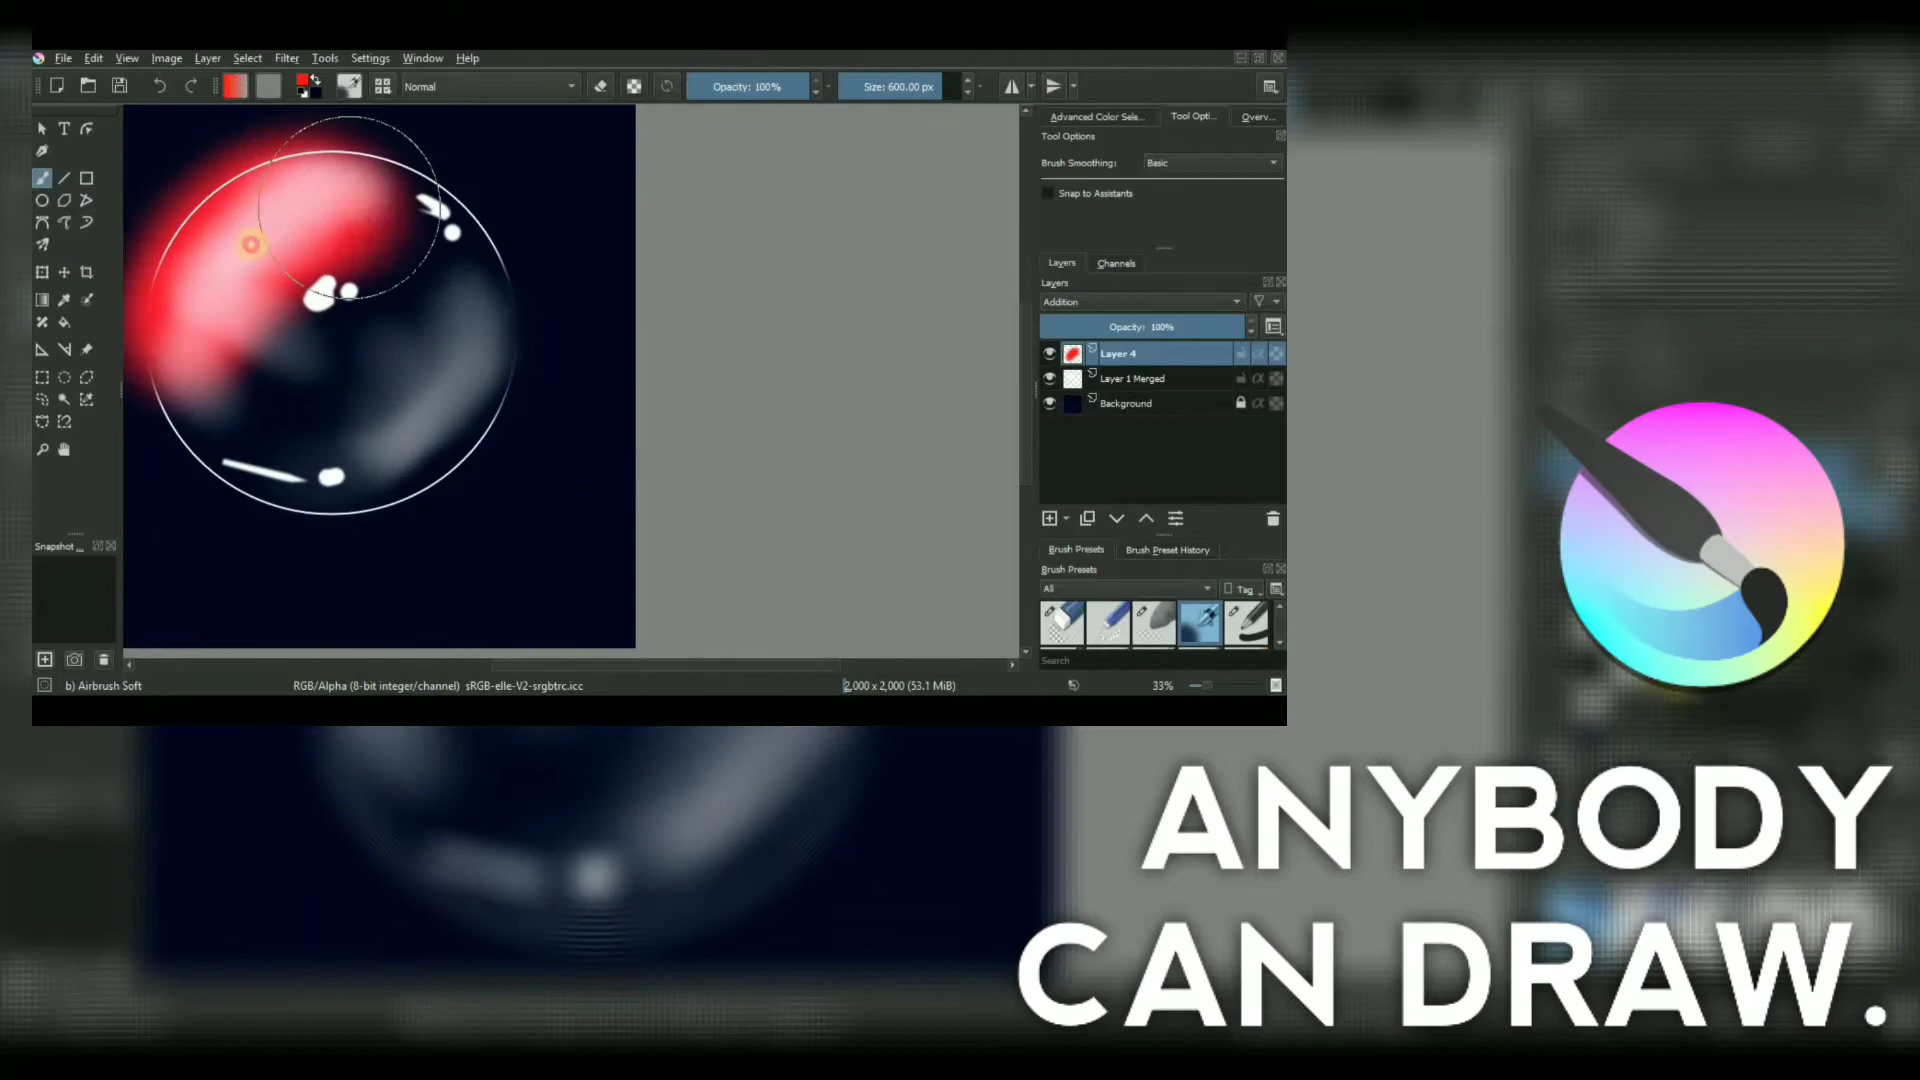 File Edit View Image Layer Select Filter Tools Settings Window Help
Normal
Opacity: 100%
Size: 600.00 px
Advanced Color Sele... Tool Opti... Overv...
Tool Options
Brush Smoothing: Basic
Snap to Assistants
Layers Channels
Layers
Addition
Opacity: 100%
Layer 4
Layer 1 Merged
Background
Snapshot ...
Brush Presets Brush Preset History
Brush Presets
All
Tag
Search
b) Airbrush Soft
RGB/Alpha (8-bit integer/channel) sRGB-elle-V2-srgbtrc.icc
2,000 x 2,000 (53.1 MiB)
33%
ANYBODY
CAN DRAW.